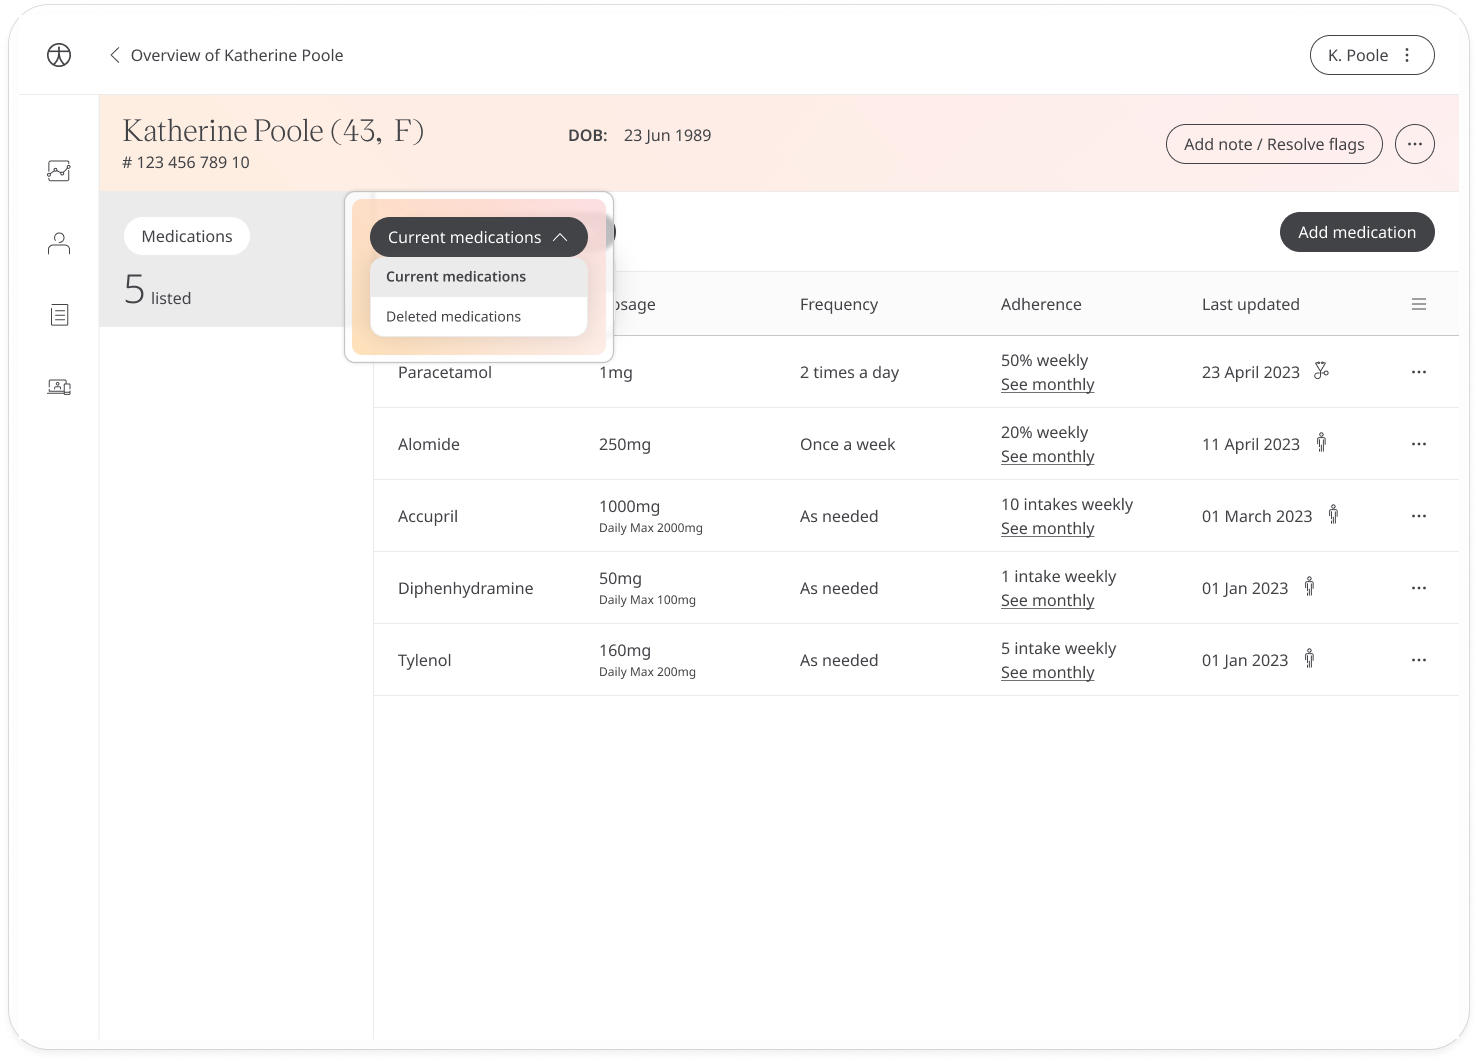 Overview of Katherine Poole
K. Poole
Katherine Poole (43, F)
# 123 456 789 10
DOB: 23 Jun 1989
Add note / Resolve flags
Medications
5 listed
Current medications
Current medications
Deleted medications
Add medication
Frequency Adherence Last updated
Paracetamol 1mg 2 times a day 50% weekly See monthly 23 April 2023
Alomide 250mg Once a week 20% weekly See monthly 11 April 2023
Accupril 1000mg Daily Max 2000mg As needed 10 intakes weekly See monthly 01 March 2023
Diphenhydramine 50mg Daily Max 100mg As needed 1 intake weekly See monthly 01 Jan 2023
Tylenol 160mg Daily Max 200mg As needed 5 intake weekly See monthly 01 Jan 2023